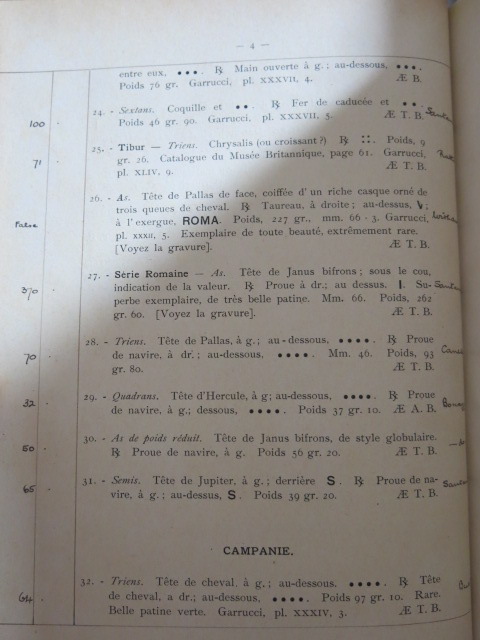 — 4 —
entre eux, •••. ℞ Main ouverte à g.; au-dessous, •••.
Poids 76 gr. Garrucci, pl. XXXVII, 4. Æ B.
100 24. - Sextans. Coquille et ••. ℞ Fer de caducée et ••.
Poids 46 gr. 90. Garrucci, pl. XXXVII, 5. Æ T. B.
71 25. - Tibur — Triens. Chrysalis (ou croissant?) ℞ ::. Poids, 9
gr. 26. Catalogue du Musée Britannique, page 61. Garrucci,
pl. XLIV, 9. Æ T. B.
False 26. - As. Tête de Pallas de face, coiffée d'un riche casque orné de
trois queues de cheval. ℞ Taureau, à droite; au-dessus,
à l'exergue, ROMA. Poids, 227 gr., mm. 66 · 3. Garrucci,
pl. XXXII, 5. Exemplaire de toute beauté, extrêmement rare.
[Voyez la gravure]. Æ T. B.
370 27. - Série Romaine — As. Tête de Janus bifrons; sous le cou,
indication de la valeur. ℞ Proue à dr.; au dessus. I. Su-
perbe exemplaire, de très belle patine. Mm. 66. Poids, 262
gr. 60. [Voyez la gravure]. Æ T. B.
70 28. - Triens. Tête de Pallas, à g.; au-dessous, ••••. ℞ Proue
de navire, à dr.; au-dessous, ••••. Mm. 46. Poids, 93
gr. 80. Æ T. B.
32 29. - Quadrans. Tête d'Hercule, à g; au-dessous, ••••. ℞ Proue
de navire, à g.; dessous, ••••. Poids 37 gr. 10. Æ A. B.
50 30. - As de poids réduit. Tête de Janus bifrons, de style globulaire.
℞ Proue de navire, à g. Poids 56 gr. 20. Æ T. B.
65 31. - Semis. Tête de Jupiter, à g.; derrière S. ℞ Proue de na-
vire, à g.; au-dessus, S. Poids 39 gr. 20. Æ T. B.
CAMPANIE.
32. - Triens. Tête de cheval, à g.; au-dessous. ••••. ℞ Tête
de cheval, a dr.; au-dessous, ••••. Poids 97 gr. 10. Rare.
Belle patine verte. Garrucci, pl. XXXIV, 3. Æ T. B.